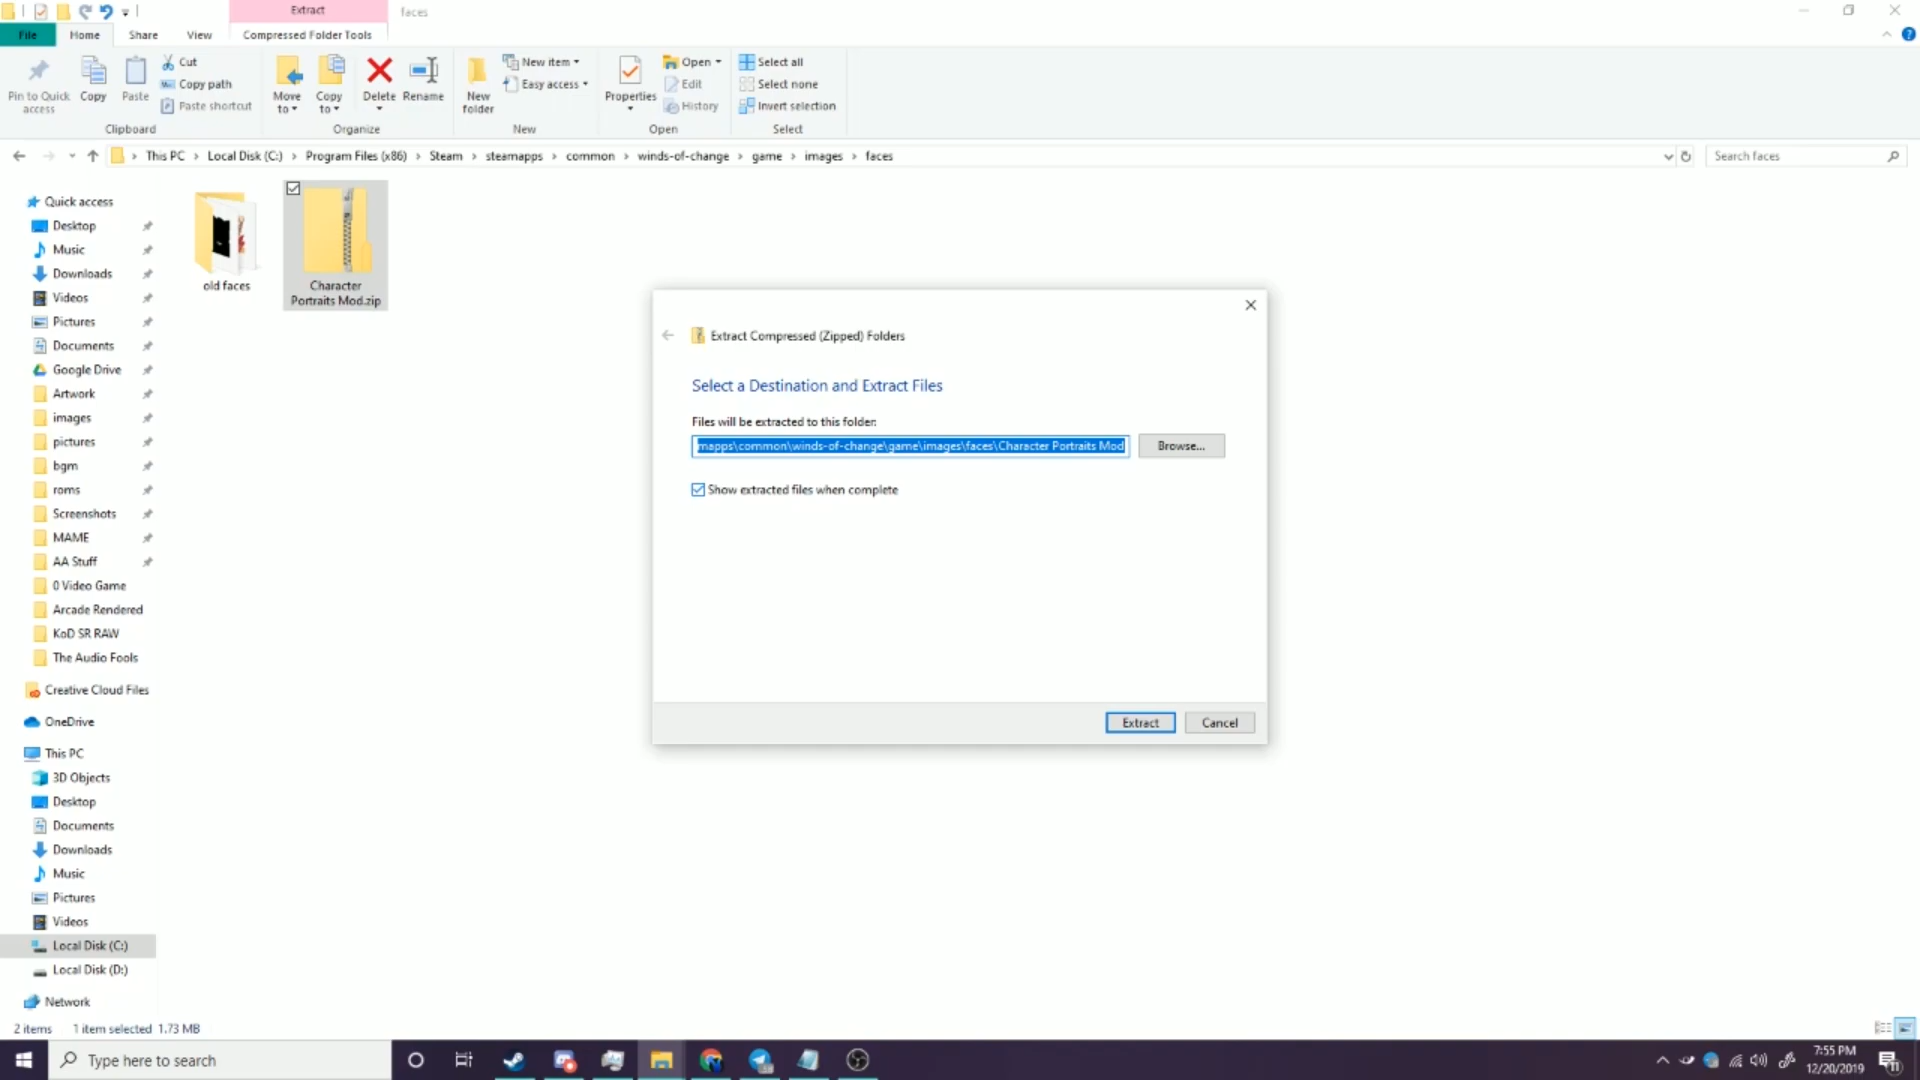 Extract
faces
File
Home
Share
View
Compressed Folder Tools
Pin to Quick access
Copy
Paste
Cut
Copy path
Paste shortcut
Clipboard
Move to
Copy to
Delete
Rename
Organize
New folder
New item
Easy access
New
Properties
Open
Edit
History
Open
Select all
Select none
Invert selection
Select
This PC > Local Disk (C:) > Program Files (x86) > Steam > steamapps > common > winds-of-change > game > images > faces
Search faces
Quick access
Desktop
Music
Downloads
Videos
Pictures
Documents
Google Drive
Artwork
images
pictures
bgm
roms
Screenshots
MAME
AA Stuff
0 Video Game
Arcade Rendered
KoD SR RAW
The Audio Fools
Creative Cloud Files
OneDrive
This PC
3D Objects
Desktop
Documents
Downloads
Music
Pictures
Videos
Local Disk (C:)
Local Disk (D:)
Network
old faces
Character
Portraits Mod.zip
Extract Compressed (Zipped) Folders
Select a Destination and Extract Files
Files will be extracted to this folder:
mapps\common\winds-of-change\game\images\faces\Character Portraits Mod
Browse...
Show extracted files when complete
Extract
Cancel
2 items
1 item selected 1.73 MB
Type here to search
7:55 PM
12/20/2019
11